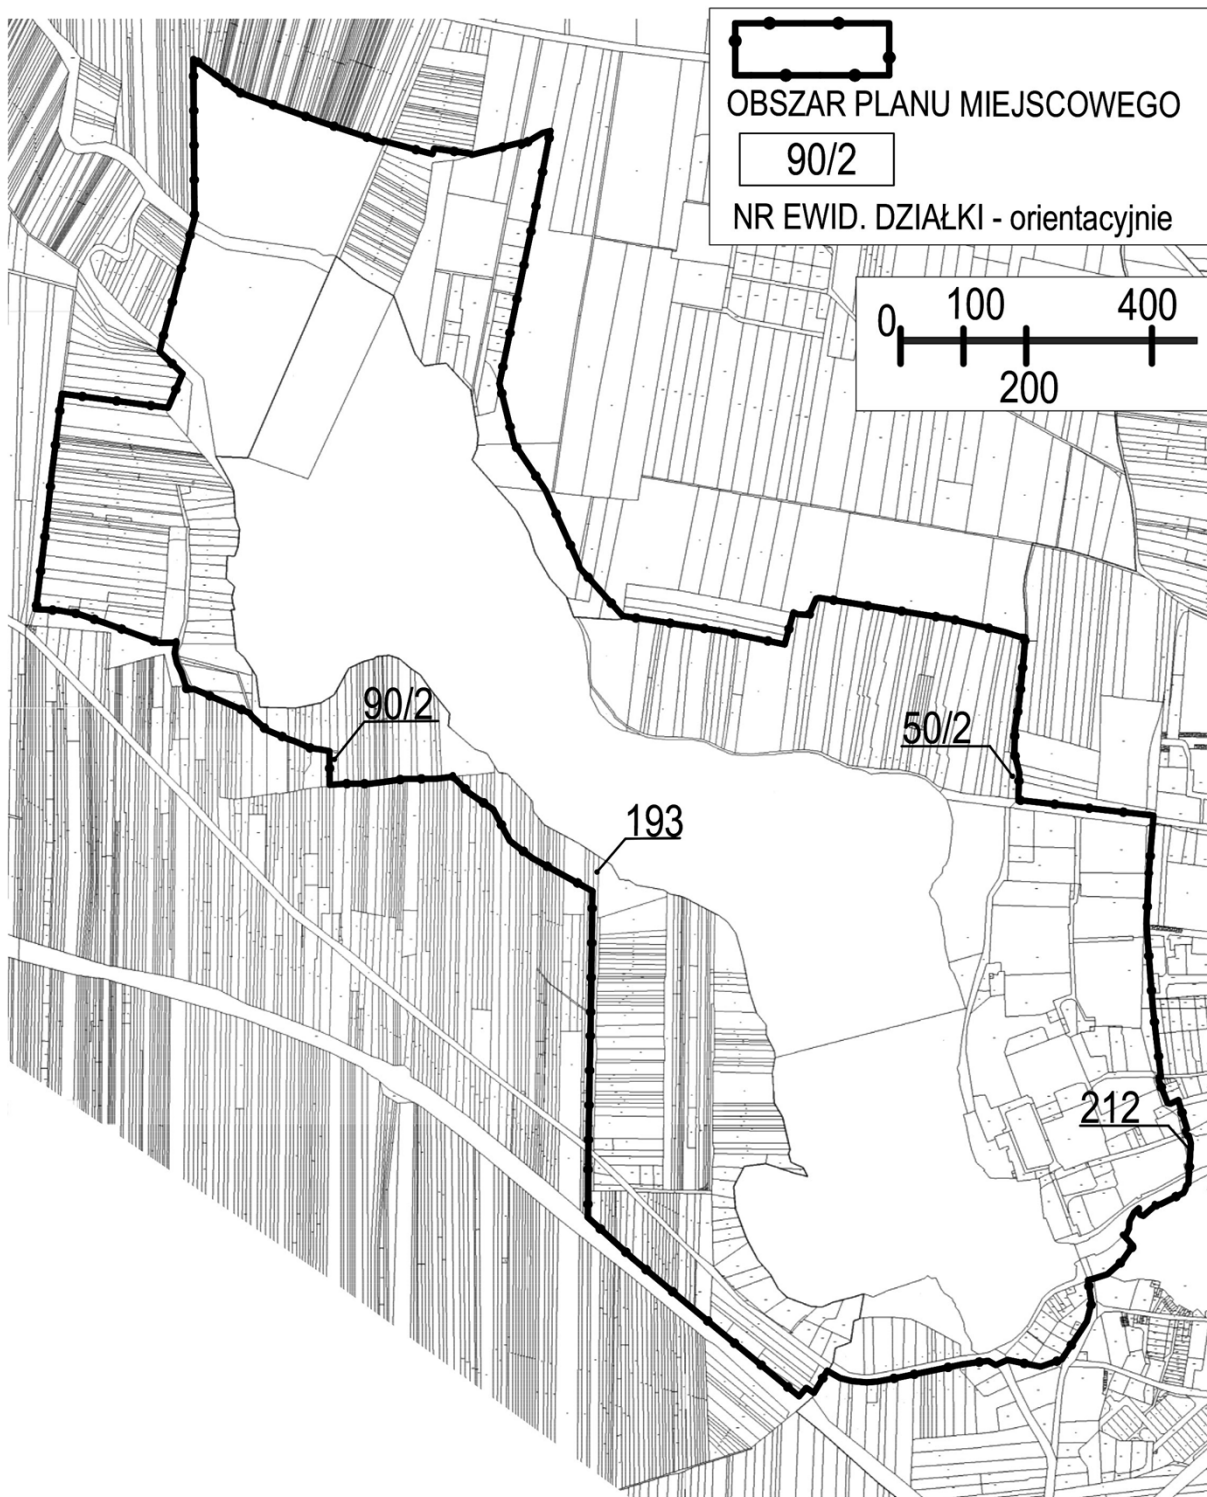 OBSZAR PLANU MIEJSCOWEGO
90/2
NR EWID. DZIAŁKI - orientacyjnie
0 100 400
200
90/2
50/2
193
212